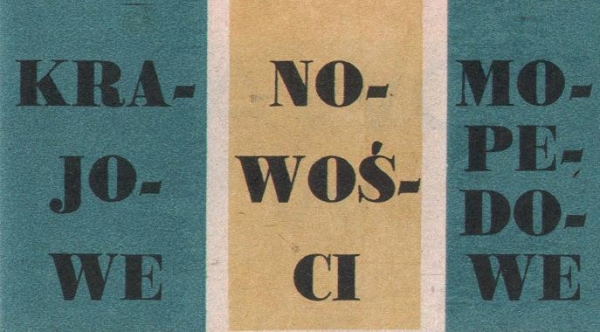 KRA-
JO-
WE
NO-
WOŚ-
CI
MO-
PE-
DO-
WE